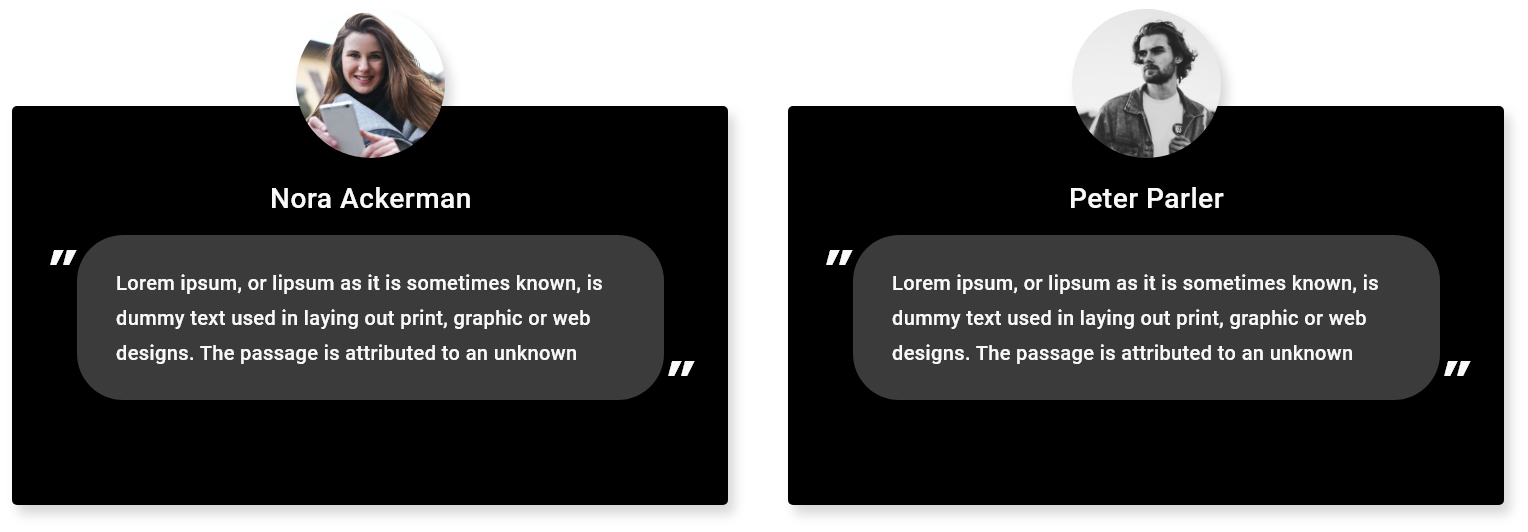 Nora Ackerman
"
Lorem ipsum, or lipsum as it is sometimes known, is
dummy text used in laying out print, graphic or web
designs. The passage is attributed to an unknown
"
Peter Parler
"
Lorem ipsum, or lipsum as it is sometimes known, is
dummy text used in laying out print, graphic or web
designs. The passage is attributed to an unknown
"